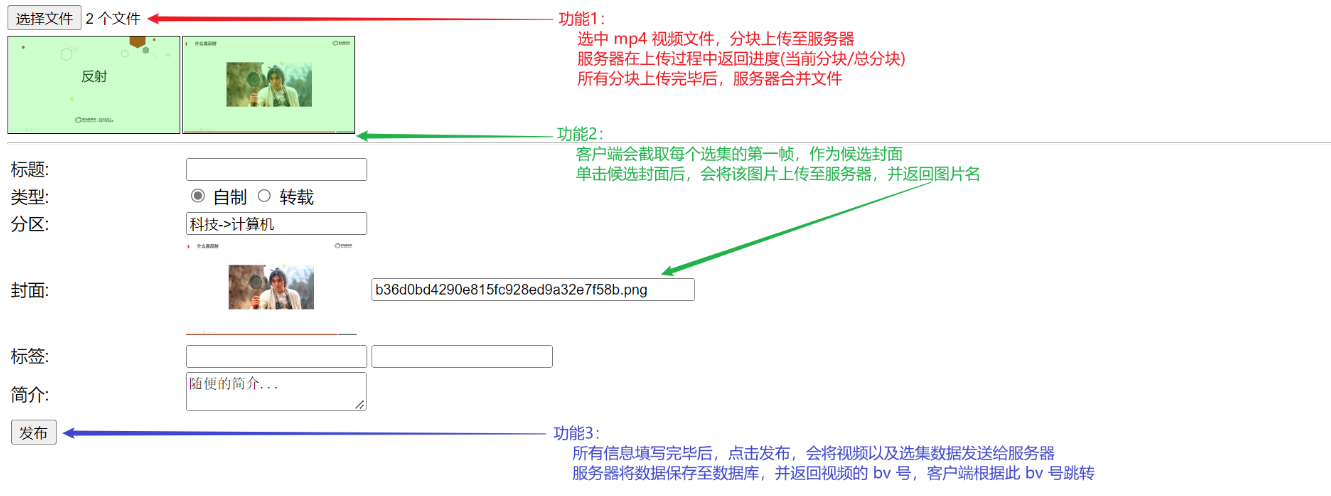 选择文件 2 个文件
功能1：
选中 mp4 视频文件，分块上传至服务器
服务器在上传过程中返回进度(当前分块/总分块)
所有分块上传完毕后，服务器合并文件
反射
什么是反射
功能2：
客户端会截取每个选集的第一帧，作为候选封面
单击候选封面后，会将该图片上传至服务器，并返回图片名
标题:
类型: 自制 转载
分区: 科技->计算机
什么是反射
封面: b36d0bd4290e815fc928ed9a32e7f58b.png
标签:
简介: 随便的简介...
发布
功能3：
所有信息填写完毕后，点击发布，会将视频以及选集数据发送给服务器
服务器将数据保存至数据库，并返回视频的 bv 号，客户端根据此 bv 号跳转